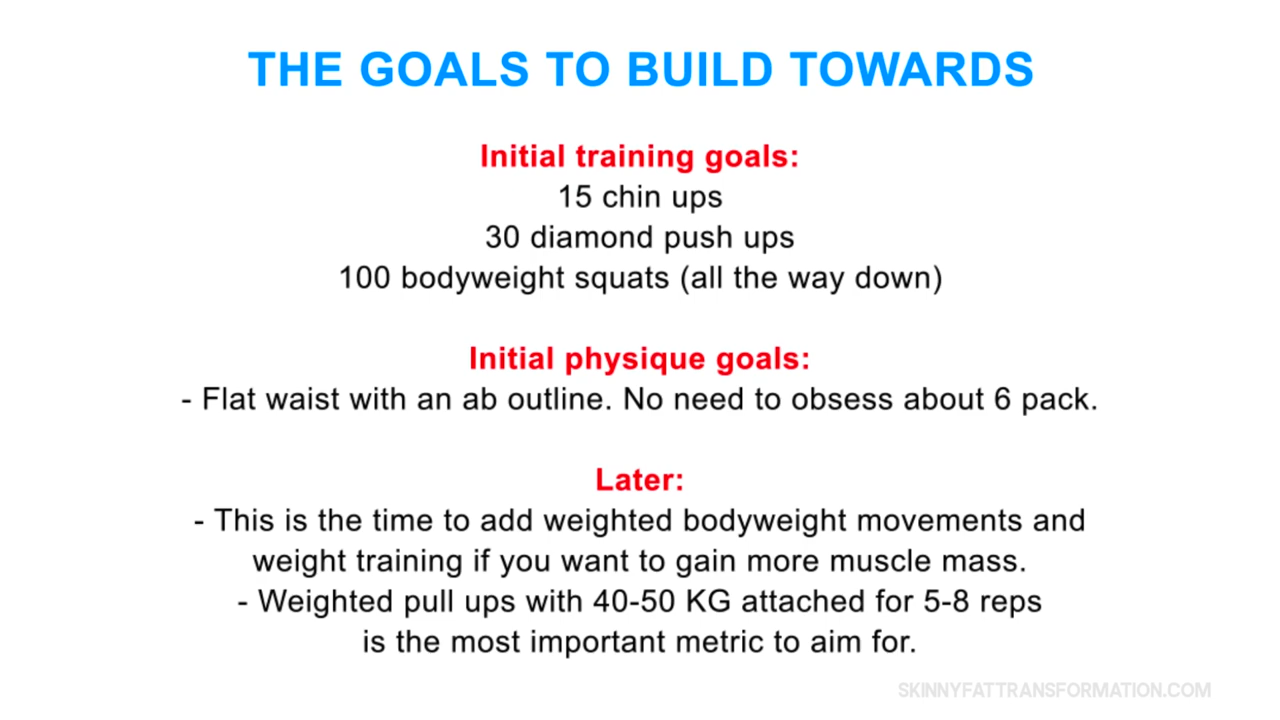 THE GOALS TO BUILD TOWARDS
Initial training goals:
15 chin ups
30 diamond push ups
100 bodyweight squats (all the way down)
Initial physique goals:
- Flat waist with an ab outline. No need to obsess about 6 pack.
Later:
- This is the time to add weighted bodyweight movements and
weight training if you want to gain more muscle mass.
- Weighted pull ups with 40-50 KG attached for 5-8 reps
is the most important metric to aim for.
SKINNYFATTRANSFORMATION.COM